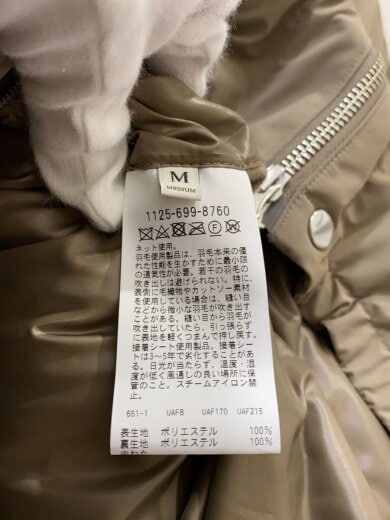 M
MEDIUM
1125-699-8760
ネット使用。
羽毛使用製品は、羽毛本来の優
れた性能を生かすために最小限
の通気性が必要。若干の羽毛の
吹き出しは避けられない。特に、
表側に毛織物やカットソー素材
を使用している場合は、縫い目
などから微小な羽毛が吹き出す
ことがある。縫い目から羽毛が
吹き出していたら、引っ張らず
に表地を軽くつまんで押し戻す。
接着シート使用製品。接着シー
トは3～5年で劣化することがあ
る。日光が当たらず、温度・湿
度が低く風通しの良い場所に保
管のこと。スチームアイロン禁
止。
651-1 UAF8 UAF170 UAF215
表生地 ポリエステル 100%
裏生地 ポリエステル 100%
中わた